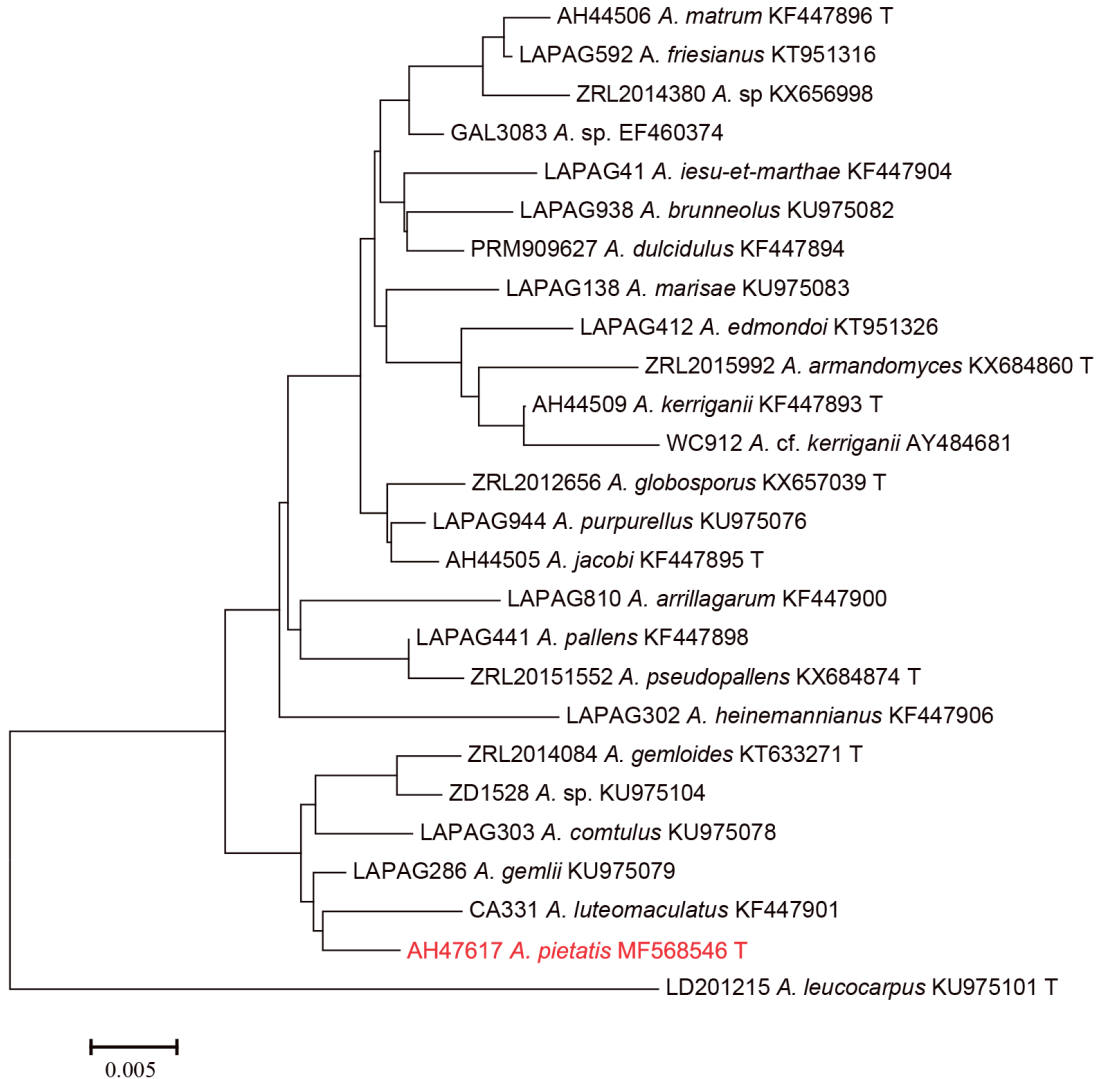 AH44506 A. matrum KF447896 T
LAPAG592 A. friesianus KT951316
ZRL2014380 A. sp KX656998
GAL3083 A. sp. EF460374
LAPAG41 A. iesu-et-marthae KF447904
LAPAG938 A. brunneolus KU975082
PRM909627 A. dulcidulus KF447894
LAPAG138 A. marisae KU975083
LAPAG412 A. edmondoi KT951326
ZRL2015992 A. armandomyces KX684860 T
AH44509 A. kerriganii KF447893 T
WC912 A. cf. kerriganii AY484681
ZRL2012656 A. globosporus KX657039 T
LAPAG944 A. purpurellus KU975076
AH44505 A. jacobi KF447895 T
LAPAG810 A. arrillagarum KF447900
LAPAG441 A. pallens KF447898
ZRL20151552 A. pseudopallens KX684874 T
LAPAG302 A. heinemannianus KF447906
ZRL2014084 A. gemloides KT633271 T
ZD1528 A. sp. KU975104
LAPAG303 A. comtulus KU975078
LAPAG286 A. gemlii KU975079
CA331 A. luteomaculatus KF447901
AH47617 A. pietatis MF568546 T
LD201215 A. leucocarpus KU975101 T
0.005